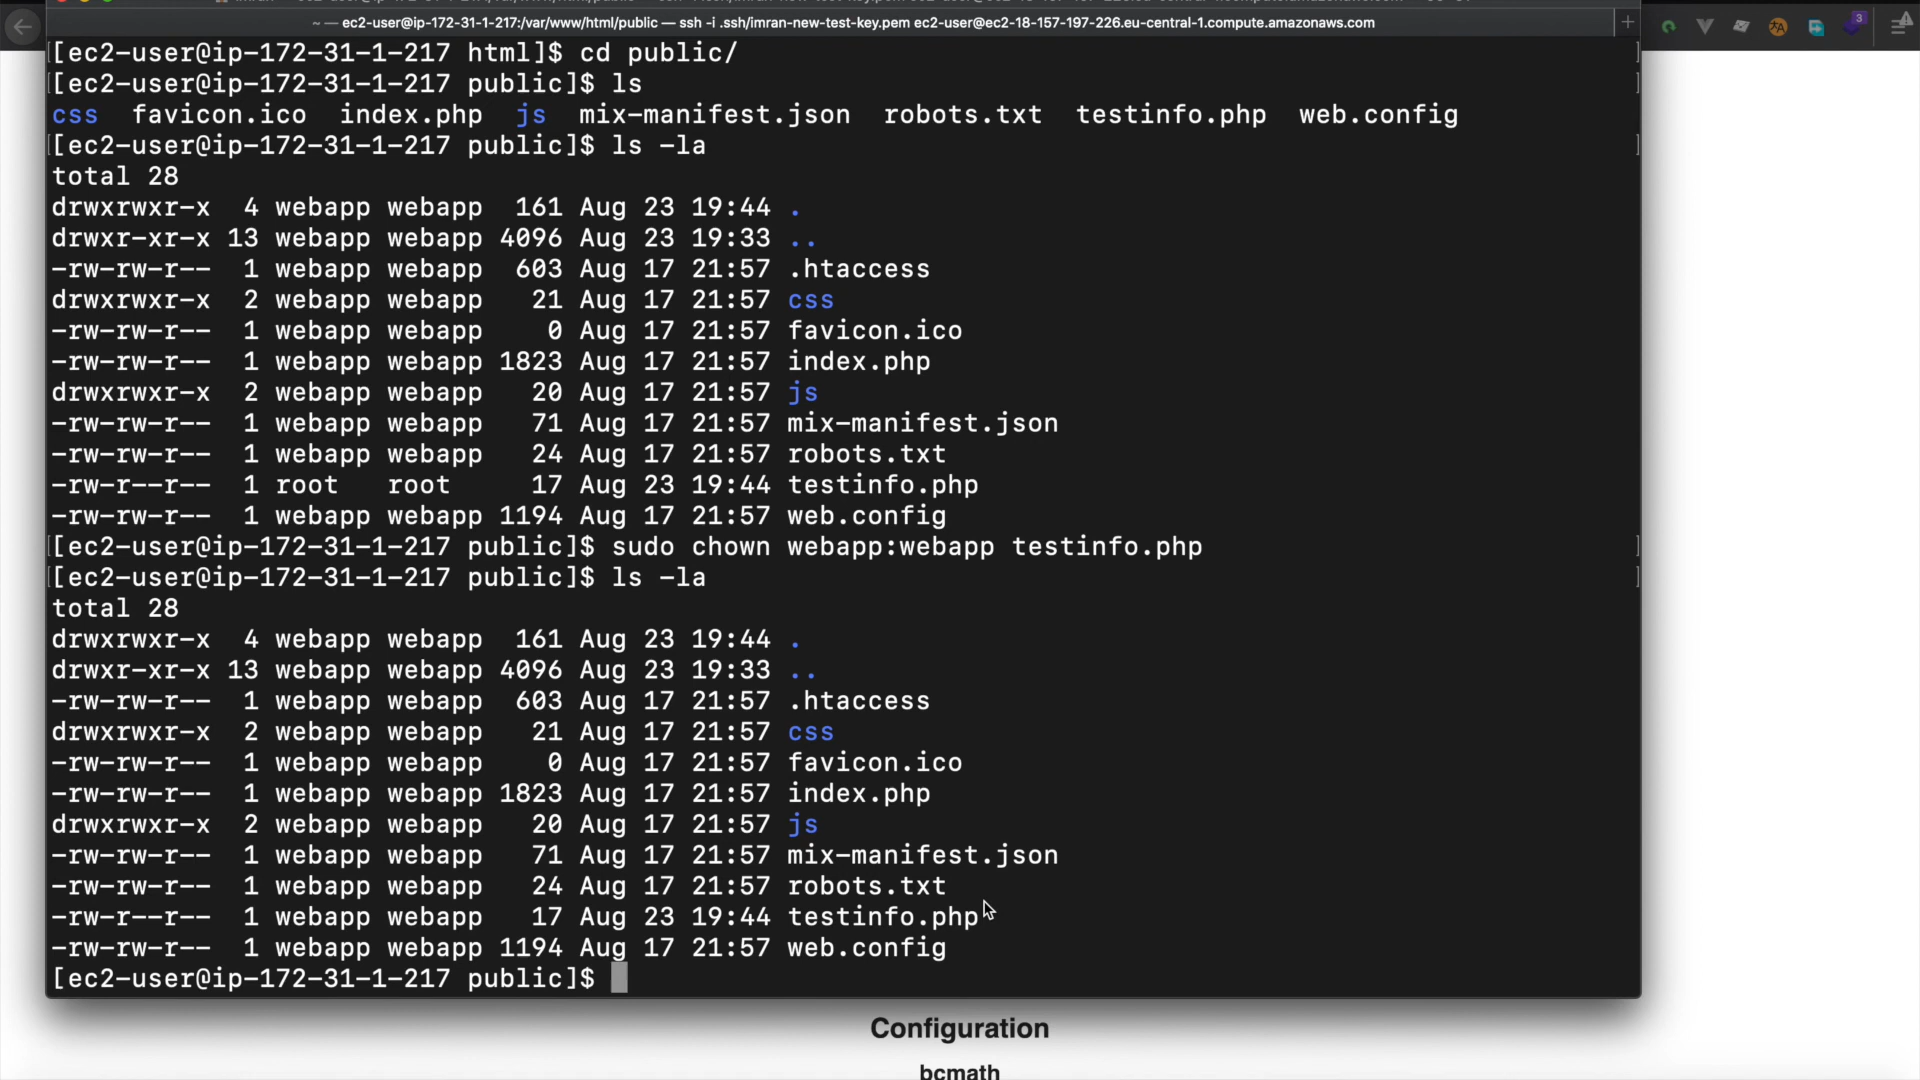 ~ — ec2-user@ip-172-31-1-217:/var/www/html/public — ssh -i .ssh/imran-new-test-key.pem ec2-user@ec2-18-157-197-226.eu-central-1.compute.amazonaws.com
3
[ec2-user@ip-172-31-1-217 html]$ cd public/
[ec2-user@ip-172-31-1-217 public]$ ls
css favicon.ico index.php js mix-manifest.json robots.txt testinfo.php web.config
[ec2-user@ip-172-31-1-217 public]$ ls -la
total 28
drwxrwxr-x 4 webapp webapp 161 Aug 23 19:44 .
drwxr-xr-x 13 webapp webapp 4096 Aug 23 19:33 ..
-rw-rw-r-- 1 webapp webapp 603 Aug 17 21:57 .htaccess
drwxrwxr-x 2 webapp webapp 21 Aug 17 21:57 css
-rw-rw-r-- 1 webapp webapp 0 Aug 17 21:57 favicon.ico
-rw-rw-r-- 1 webapp webapp 1823 Aug 17 21:57 index.php
drwxrwxr-x 2 webapp webapp 20 Aug 17 21:57 js
-rw-rw-r-- 1 webapp webapp 71 Aug 17 21:57 mix-manifest.json
-rw-rw-r-- 1 webapp webapp 24 Aug 17 21:57 robots.txt
-rw-r--r-- 1 root root 17 Aug 23 19:44 testinfo.php
-rw-rw-r-- 1 webapp webapp 1194 Aug 17 21:57 web.config
[ec2-user@ip-172-31-1-217 public]$ sudo chown webapp:webapp testinfo.php
[ec2-user@ip-172-31-1-217 public]$ ls -la
total 28
drwxrwxr-x 4 webapp webapp 161 Aug 23 19:44 .
drwxr-xr-x 13 webapp webapp 4096 Aug 23 19:33 ..
-rw-rw-r-- 1 webapp webapp 603 Aug 17 21:57 .htaccess
drwxrwxr-x 2 webapp webapp 21 Aug 17 21:57 css
-rw-rw-r-- 1 webapp webapp 0 Aug 17 21:57 favicon.ico
-rw-rw-r-- 1 webapp webapp 1823 Aug 17 21:57 index.php
drwxrwxr-x 2 webapp webapp 20 Aug 17 21:57 js
-rw-rw-r-- 1 webapp webapp 71 Aug 17 21:57 mix-manifest.json
-rw-rw-r-- 1 webapp webapp 24 Aug 17 21:57 robots.txt
-rw-r--r-- 1 webapp webapp 17 Aug 23 19:44 testinfo.php
-rw-rw-r-- 1 webapp webapp 1194 Aug 17 21:57 web.config
[ec2-user@ip-172-31-1-217 public]$
Configuration
bcmath